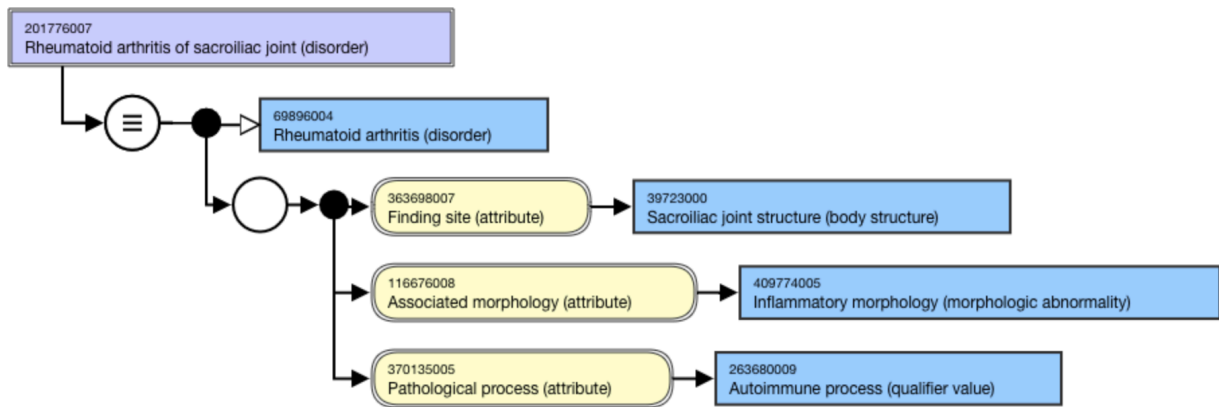 201776007
Rheumatoid arthritis of sacroiliac joint (disorder)
69896004
Rheumatoid arthritis (disorder)
363698007
Finding site (attribute)
39723000
Sacroiliac joint structure (body structure)
116676008
Associated morphology (attribute)
409774005
Inflammatory morphology (morphologic abnormality)
370135005
Pathological process (attribute)
263680009
Autoimmune process (qualifier value)